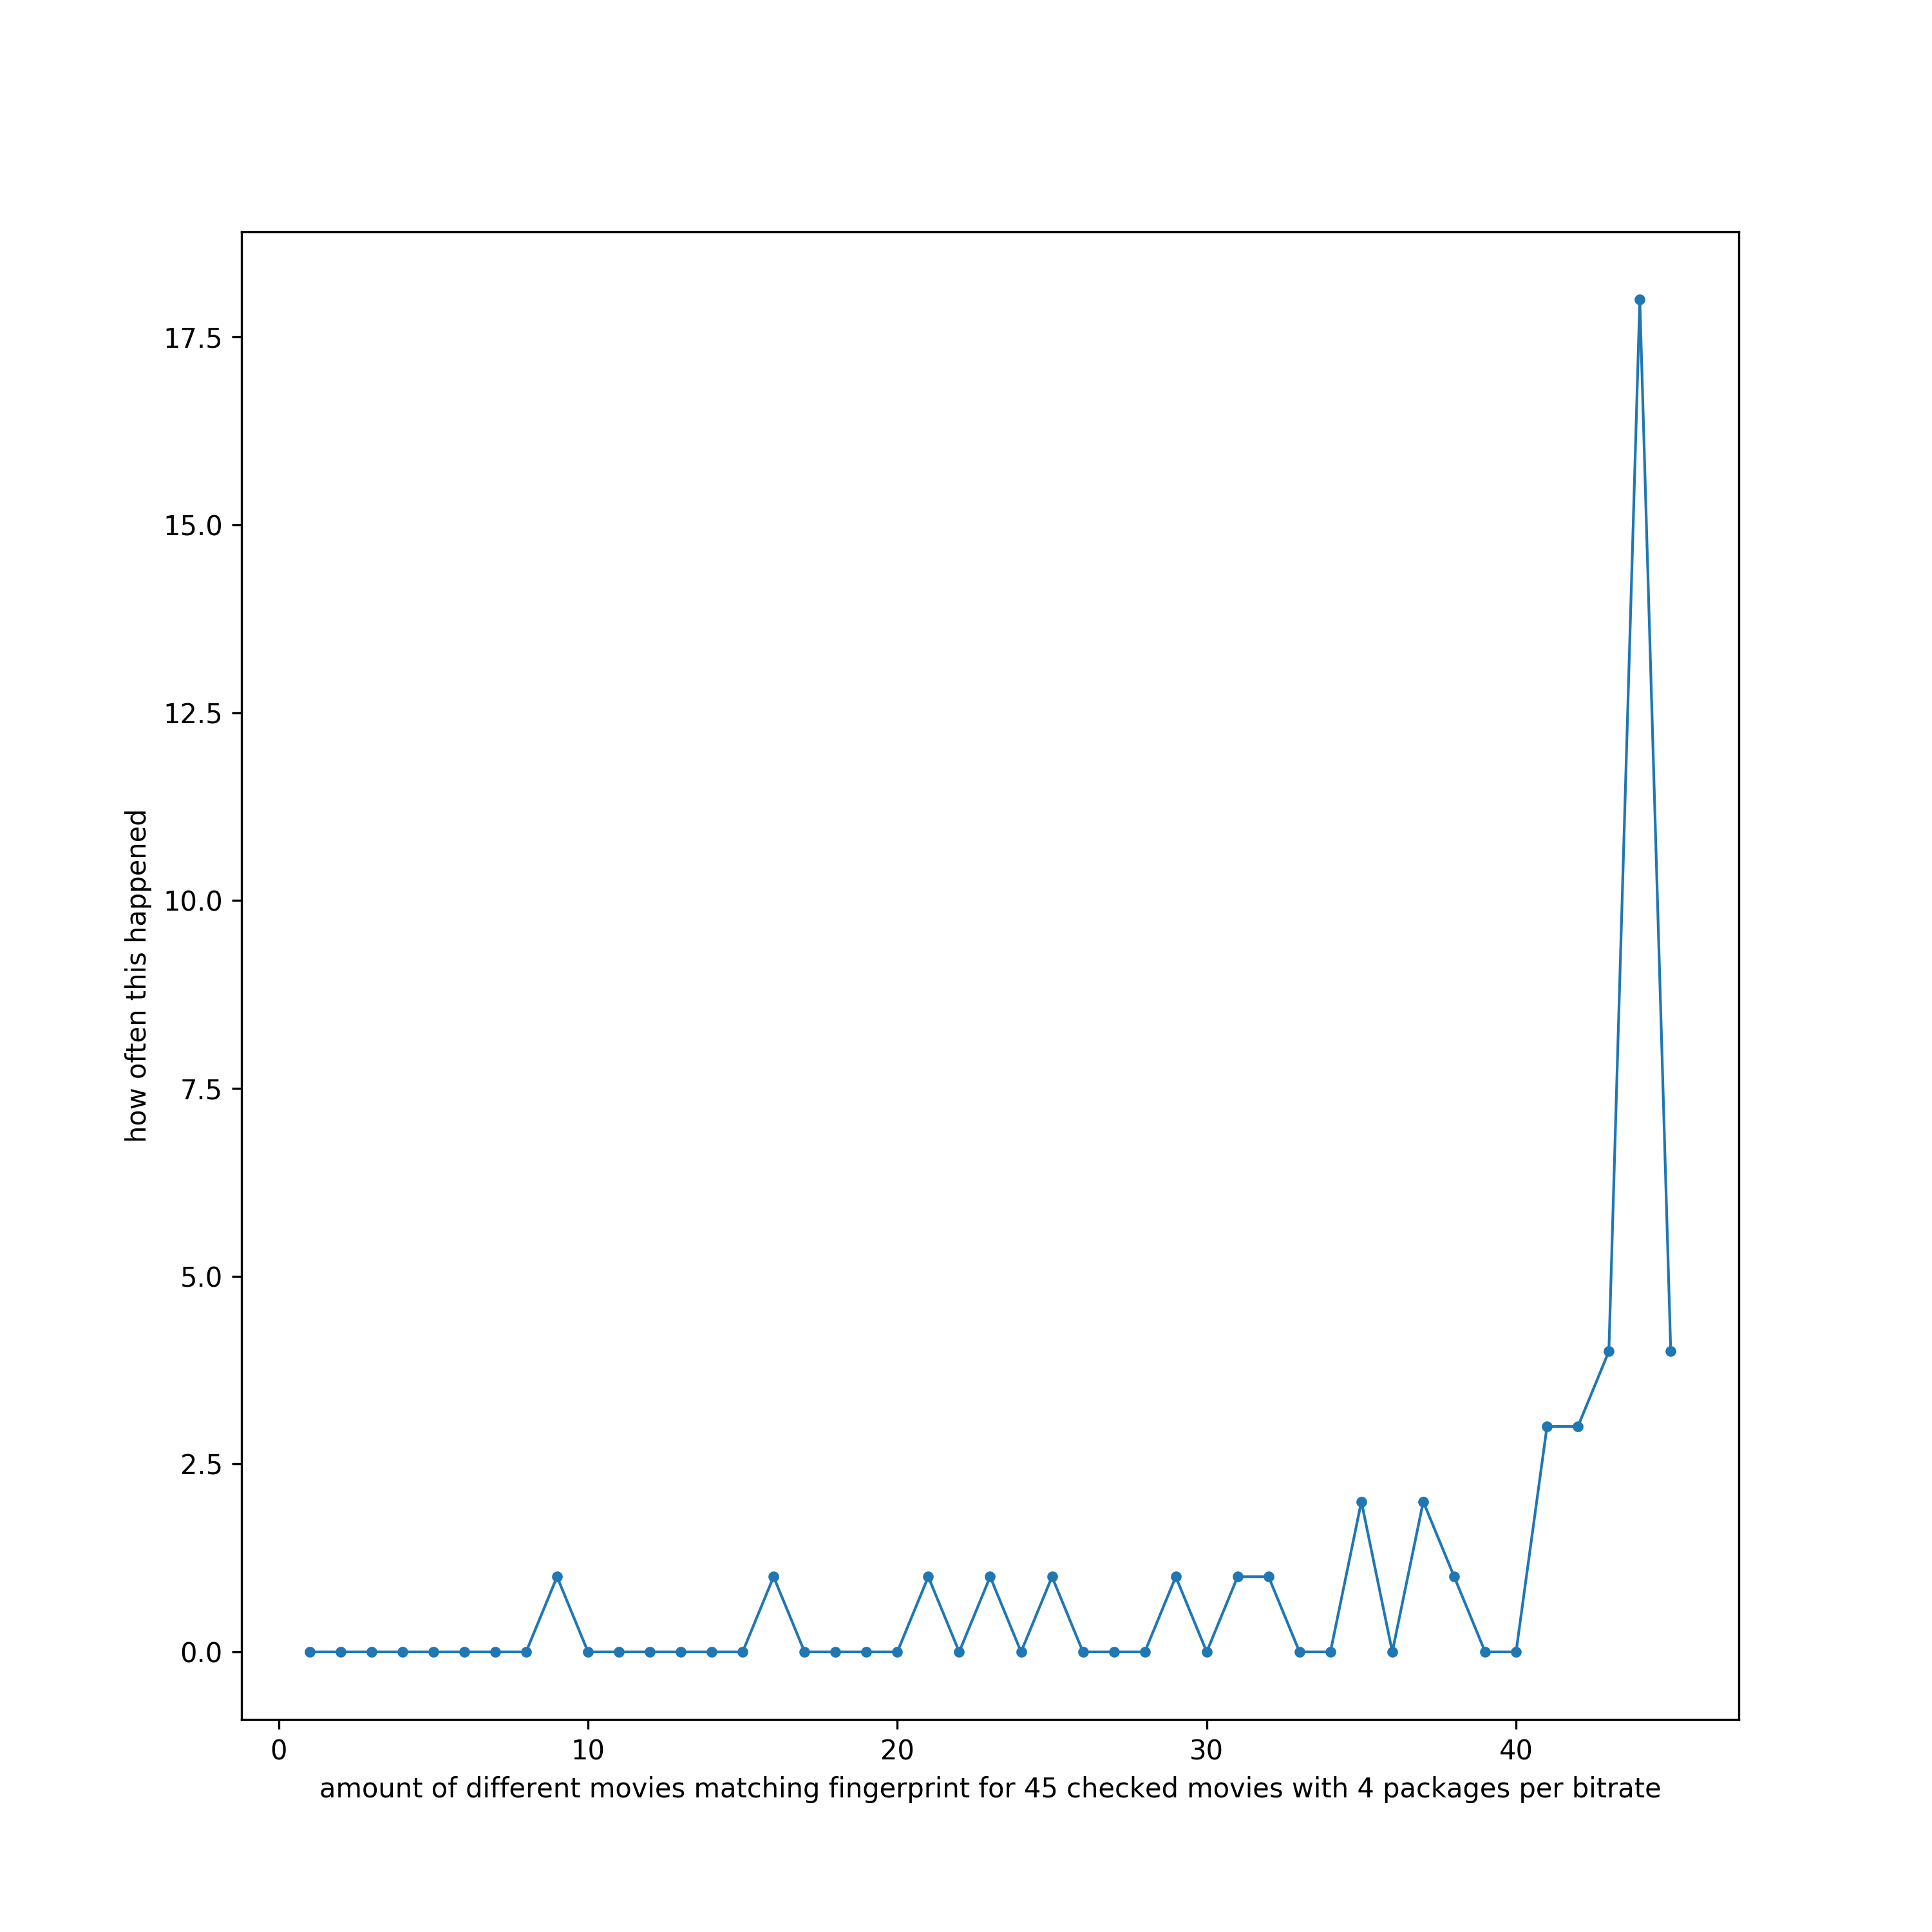 17.5
15.0
12.5
10.0
7.5
5.0
2.5
0.0
how often this happened
0 10 20 30 40
amount of different movies matching fingerprint for 45 checked movies with 4 packages per bitrate